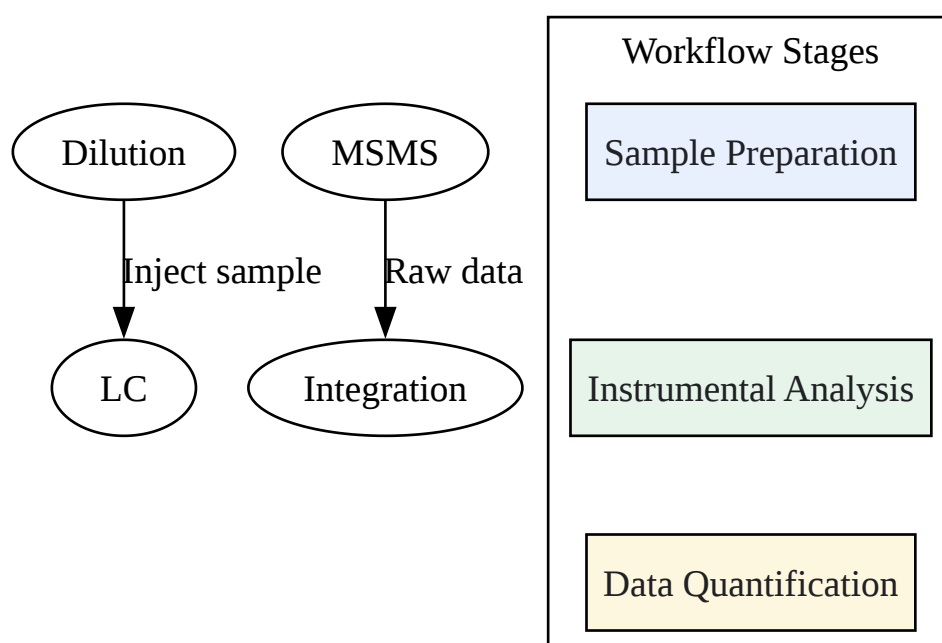 Workflow Stages
Dilution
MSMS
Sample Preparation
Inject sample
Raw data
LC
Integration
Instrumental Analysis
Data Quantification